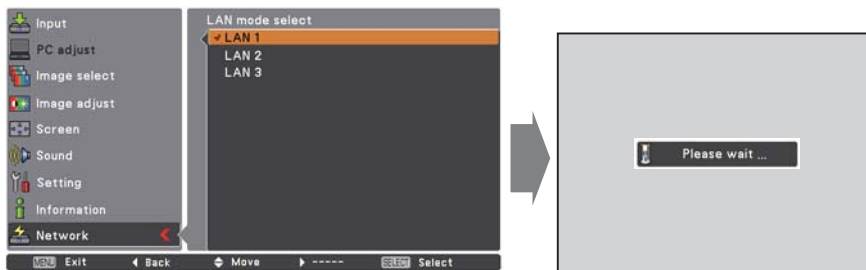 Input
PC adjust
Image select
Image adjust
Screen
Sound
Setting
Information
Network
LAN mode select
LAN 1
LAN 2
LAN 3
MENU Exit
Back
Move
-----
SELECT Select
Please wait ...